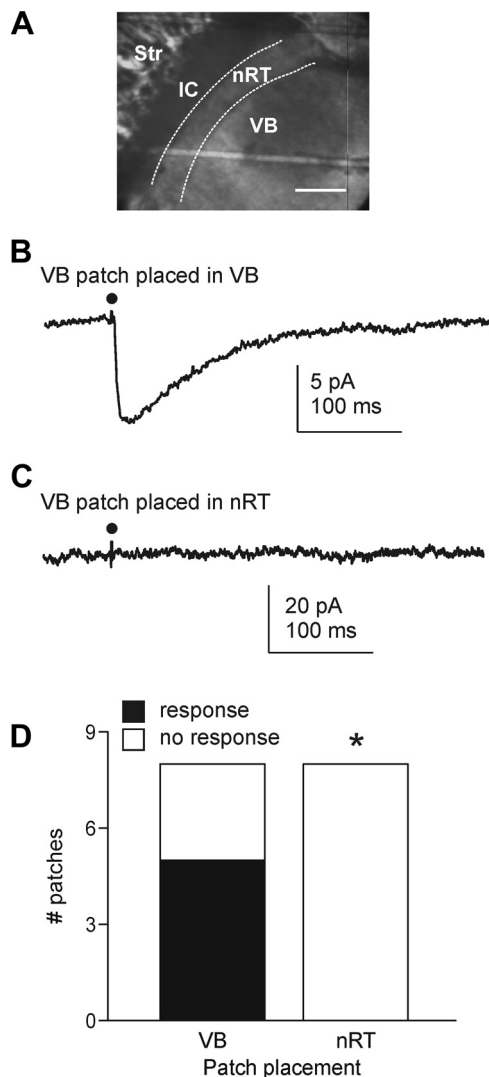 A
Str
IC
nRT
VB
B
VB patch placed in VB
5 pA
100 ms
C
VB patch placed in nRT
20 pA
100 ms
D
response
no response
*
9
6
3
0
# patches
VB
nRT
Patch placement